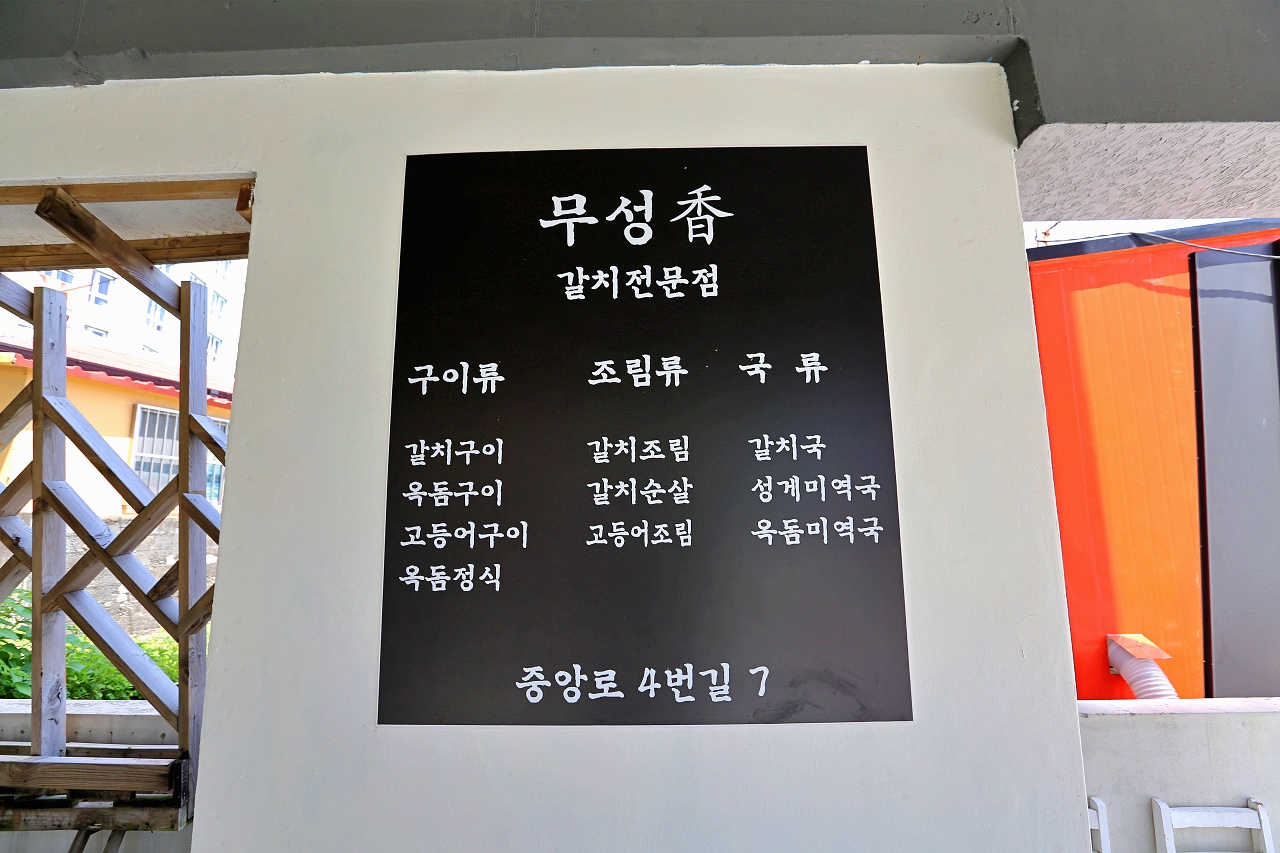 무성香
갈치전문점
구이류 조림류 국 류
갈치구이 갈치조림 갈치국
옥돔구이 갈치순살 성게미역국
고등어구이 고등어조림 옥돔미역국
옥돔정식
중앙로 4번길 7